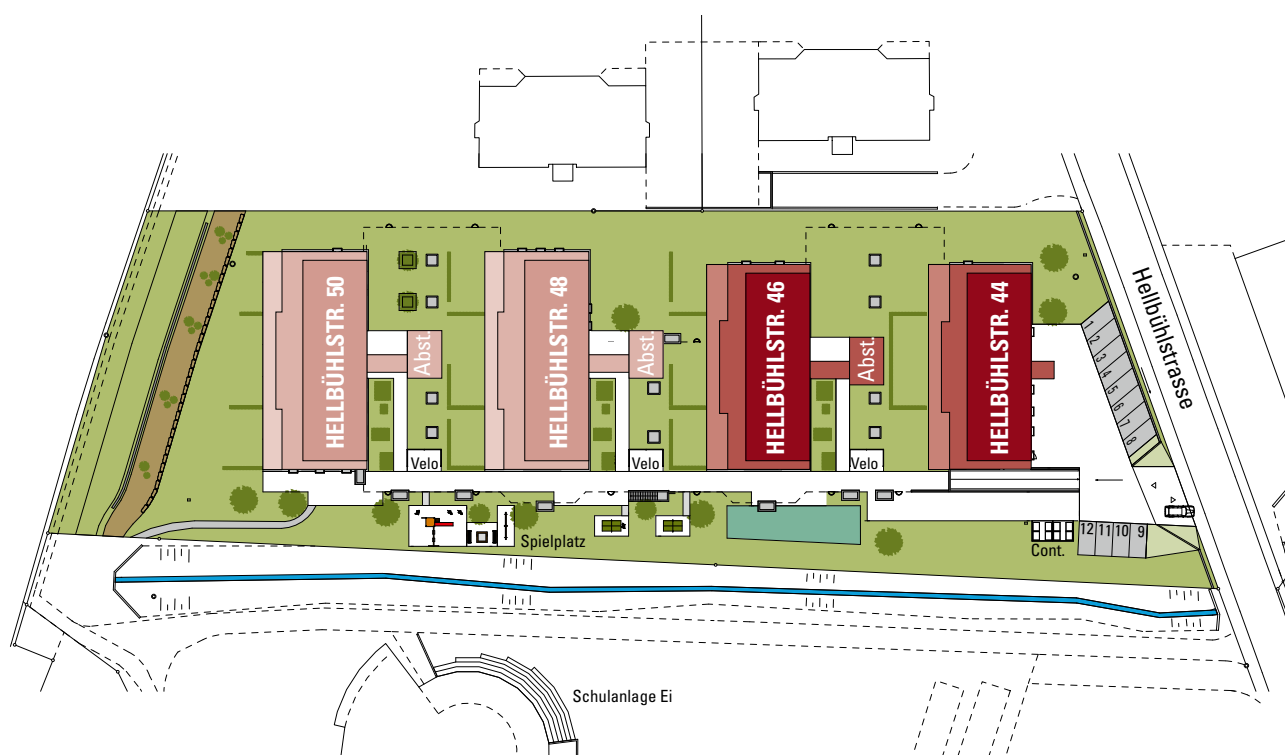 HELLBÜHLSTR. 50
HELLBÜHLSTR. 48
HELLBÜHLSTR. 46
HELLBÜHLSTR. 44
Hellbühlstrasse
Abst.
Abst.
Abst.
1
2
3
4
5
6
7
8
Velo
Velo
Velo
Spielplatz
Cont.
12 11 10 9
Schulanlage Ei